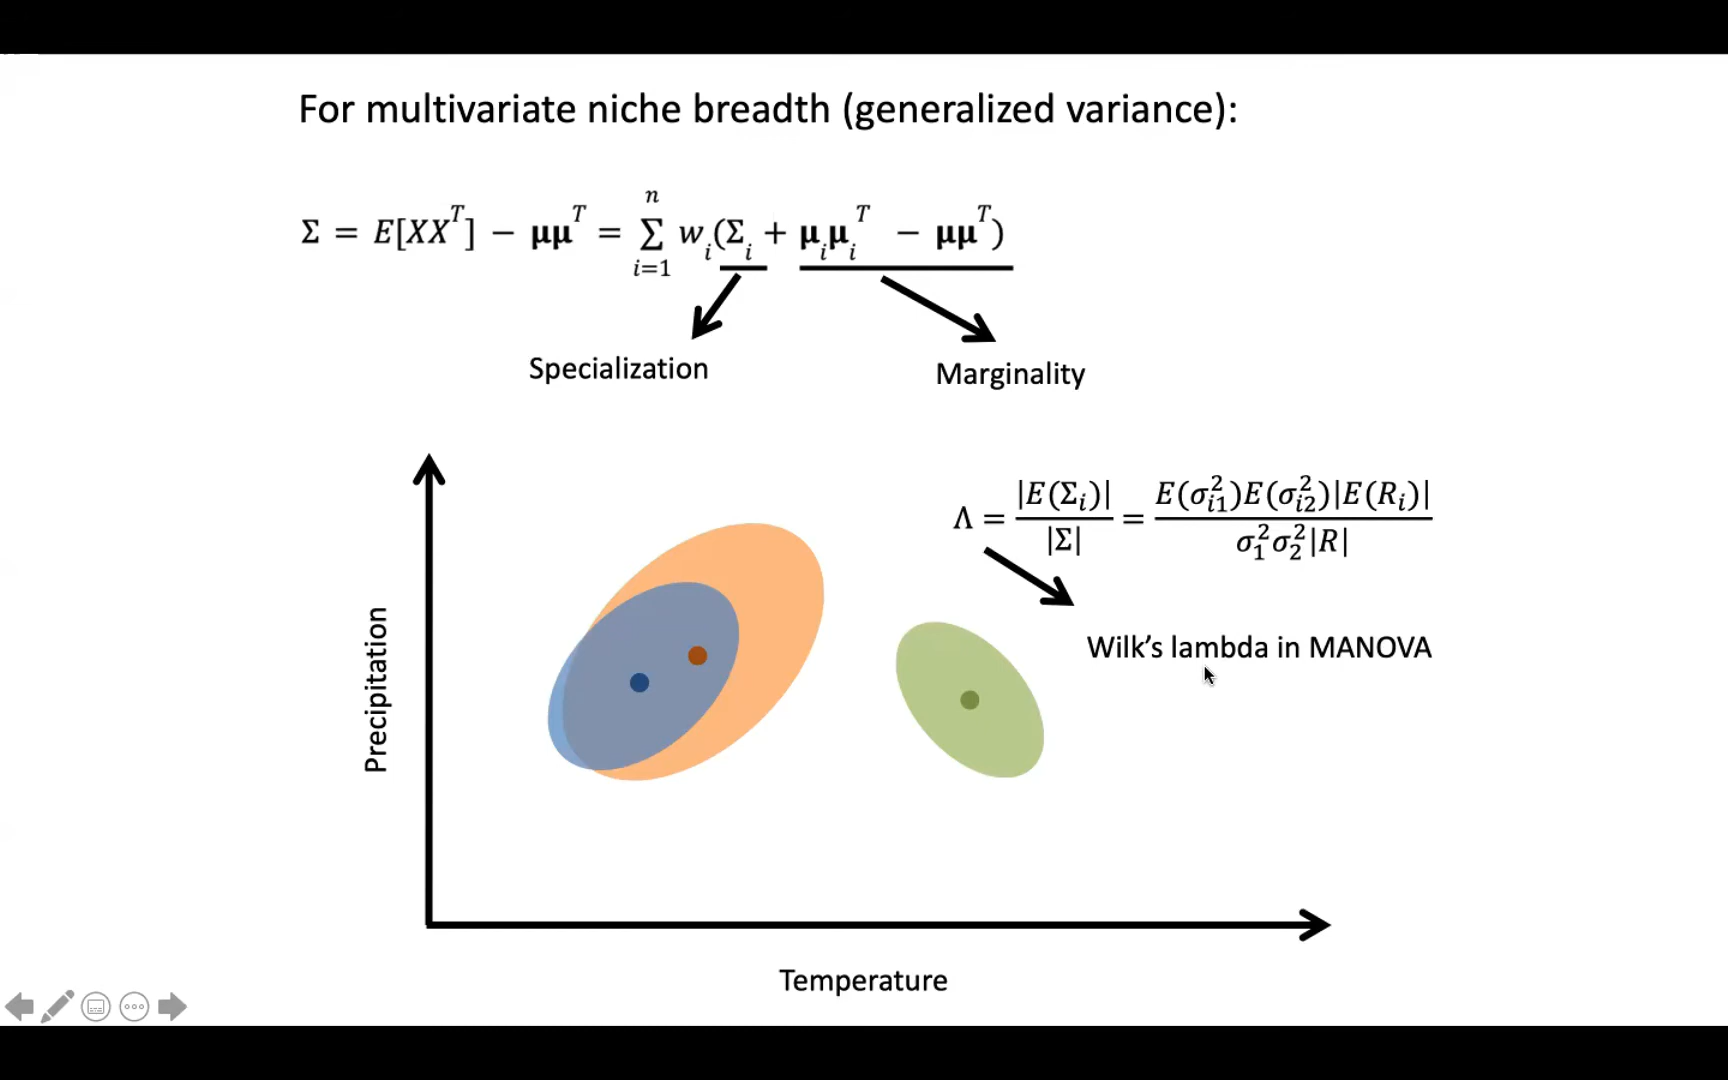 For multivariate niche breadth (generalized variance):
Σ = E[XX^T] − μμ^T = ∑_{i=1}^{n} w_i(Σ_i + μ_iμ_i^T − μμ^T)
Specialization
Marginality
Λ = |E(Σ_i)| / |Σ| = E(σ_{i1}^2)E(σ_{i2}^2)|E(R_i)| / σ_1^2σ_2^2|R|
Wilk’s lambda in MANOVA
Precipitation
Temperature